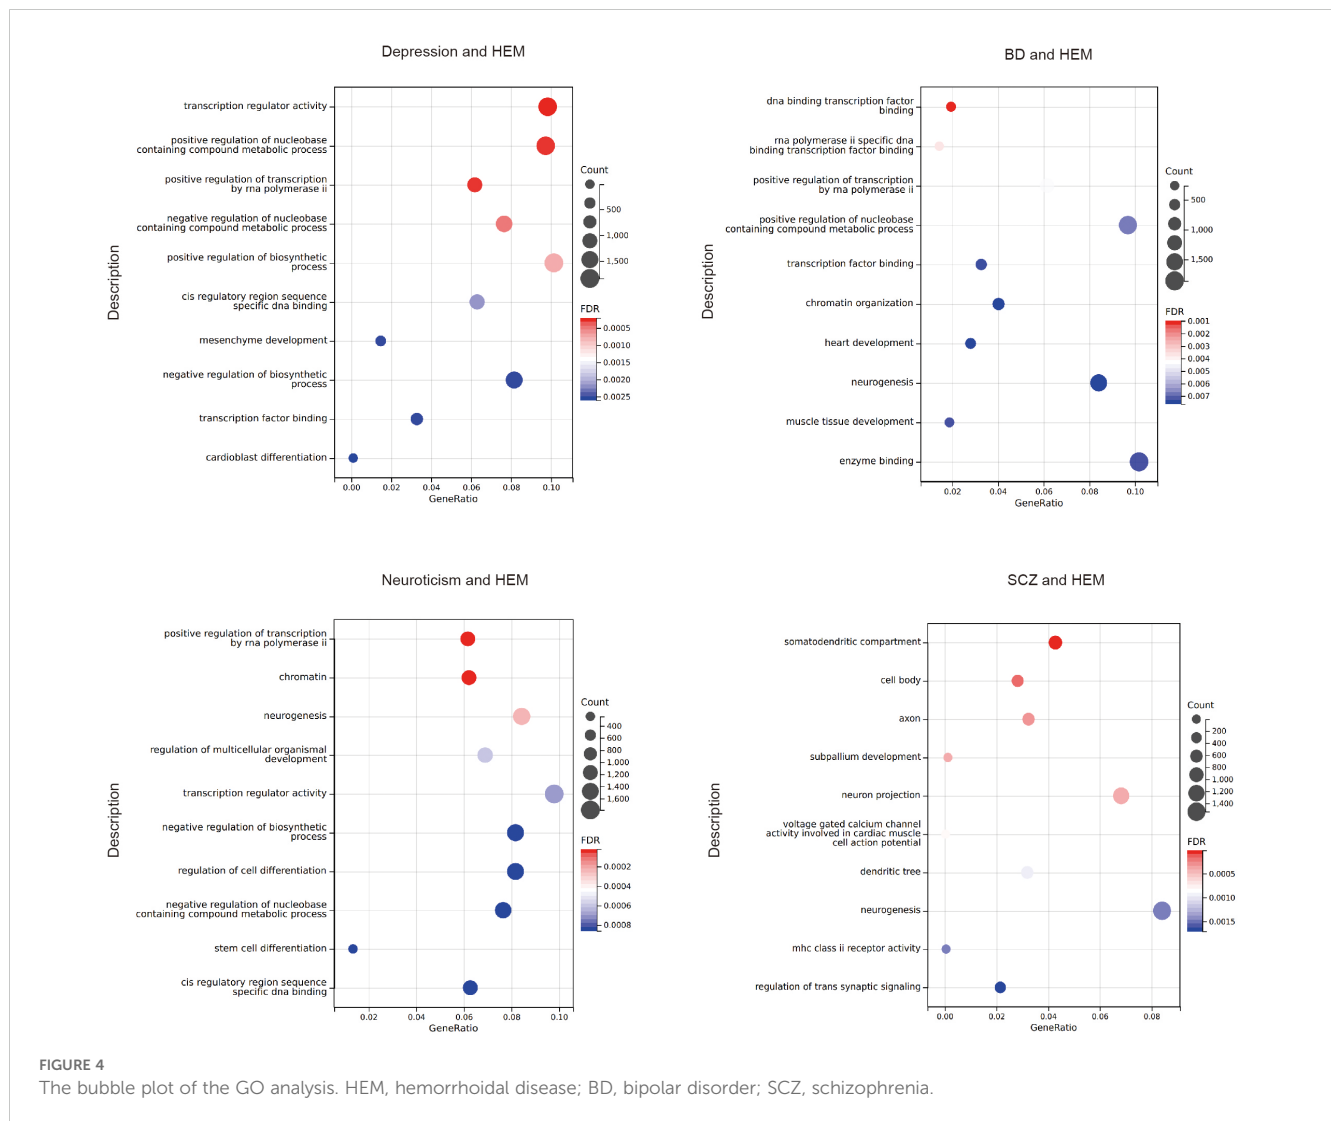 Depression and HEM
transcription regulator activity
positive regulation of nucleobase
containing compound metabolic process
positive regulation of transcription
by rna polymerase ii
negative regulation of nucleobase
containing compound metabolic process
positive regulation of biosynthetic
process
cis regulatory region sequence
specific dna binding
mesenchyme development
negative regulation of biosynthetic
process
transcription factor binding
cardioblast differentiation
Description
0.00 0.02 0.04 0.06 0.08 0.10
GeneRatio
Count
500
1,000
1,500
FDR
0.0005
0.0010
0.0015
0.0020
0.0025
BD and HEM
dna binding transcription factor
binding
rna polymerase ii specific dna
binding transcription factor binding
positive regulation of transcription
by rna polymerase ii
positive regulation of nucleobase
containing compound metabolic process
transcription factor binding
chromatin organization
heart development
neurogenesis
muscle tissue development
enzyme binding
Description
0.02 0.04 0.06 0.08 0.10
GeneRatio
Count
500
1,000
1,500
FDR
0.001
0.002
0.003
0.004
0.005
0.006
0.007
Neuroticism and HEM
positive regulation of transcription
by rna polymerase ii
chromatin
neurogenesis
regulation of multicellular organismal
development
transcription regulator activity
negative regulation of biosynthetic
process
regulation of cell differentiation
negative regulation of nucleobase
containing compound metabolic process
stem cell differentiation
cis regulatory region sequence
specific dna binding
Description
0.02 0.04 0.06 0.08 0.10
GeneRatio
Count
400
600
800
1,000
1,200
1,400
1,600
FDR
0.0002
0.0004
0.0006
0.0008
SCZ and HEM
somatodendritic compartment
cell body
axon
subpallium development
neuron projection
voltage gated calcium channel
activity involved in cardiac muscle
cell action potential
dendritic tree
neurogenesis
mhc class ii receptor activity
regulation of trans synaptic signaling
Description
0.00 0.02 0.04 0.06 0.08
GeneRatio
Count
200
400
600
800
1,000
1,200
1,400
FDR
0.0005
0.0010
0.0015
FIGURE 4
The bubble plot of the GO analysis. HEM, hemorrhoidal disease; BD, bipolar disorder; SCZ, schizophrenia.